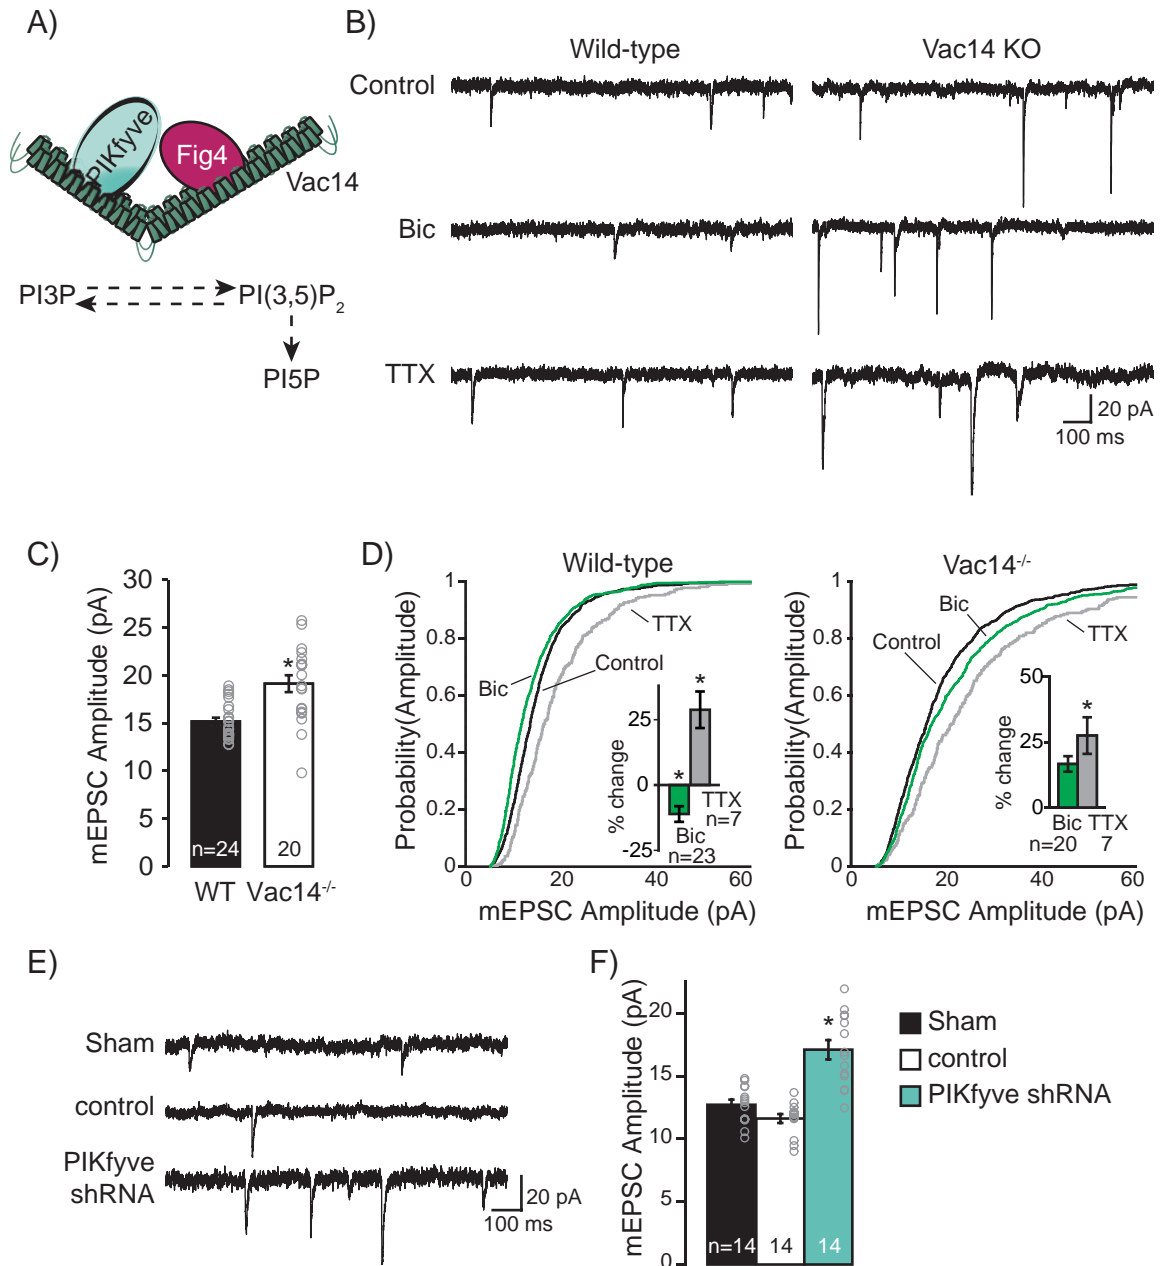 A)
PIKfyve
Fig4
Vac14
PI3P
PI(3,5)P2
PI5P
B)
Wild-type
Vac14 KO
Control
Bic
TTX
20 pA
100 ms
C)
mEPSC Amplitude (pA)
30
25
20
15
10
5
0
*
n=24
20
WT
Vac14-/-
D)
Wild-type
Probability(Amplitude)
1
0.8
0.6
0.4
0.2
0
20
40
60
mEPSC Amplitude (pA)
TTX
Control
Bic
% change
25
0
-25
*
*
TTX
n=7
Bic
n=23
Vac14-/-
Probability(Amplitude)
1
0.8
0.6
0.4
0.2
0
20
40
60
mEPSC Amplitude (pA)
Bic
Control
TTX
% change
50
25
0
*
Bic TTX
n=20 7
E)
Sham
control
PIKfyve
shRNA
20 pA
100 ms
F)
mEPSC Amplitude (pA)
20
15
10
5
0
*
n=14
14
14
Sham
control
PIKfyve shRNA